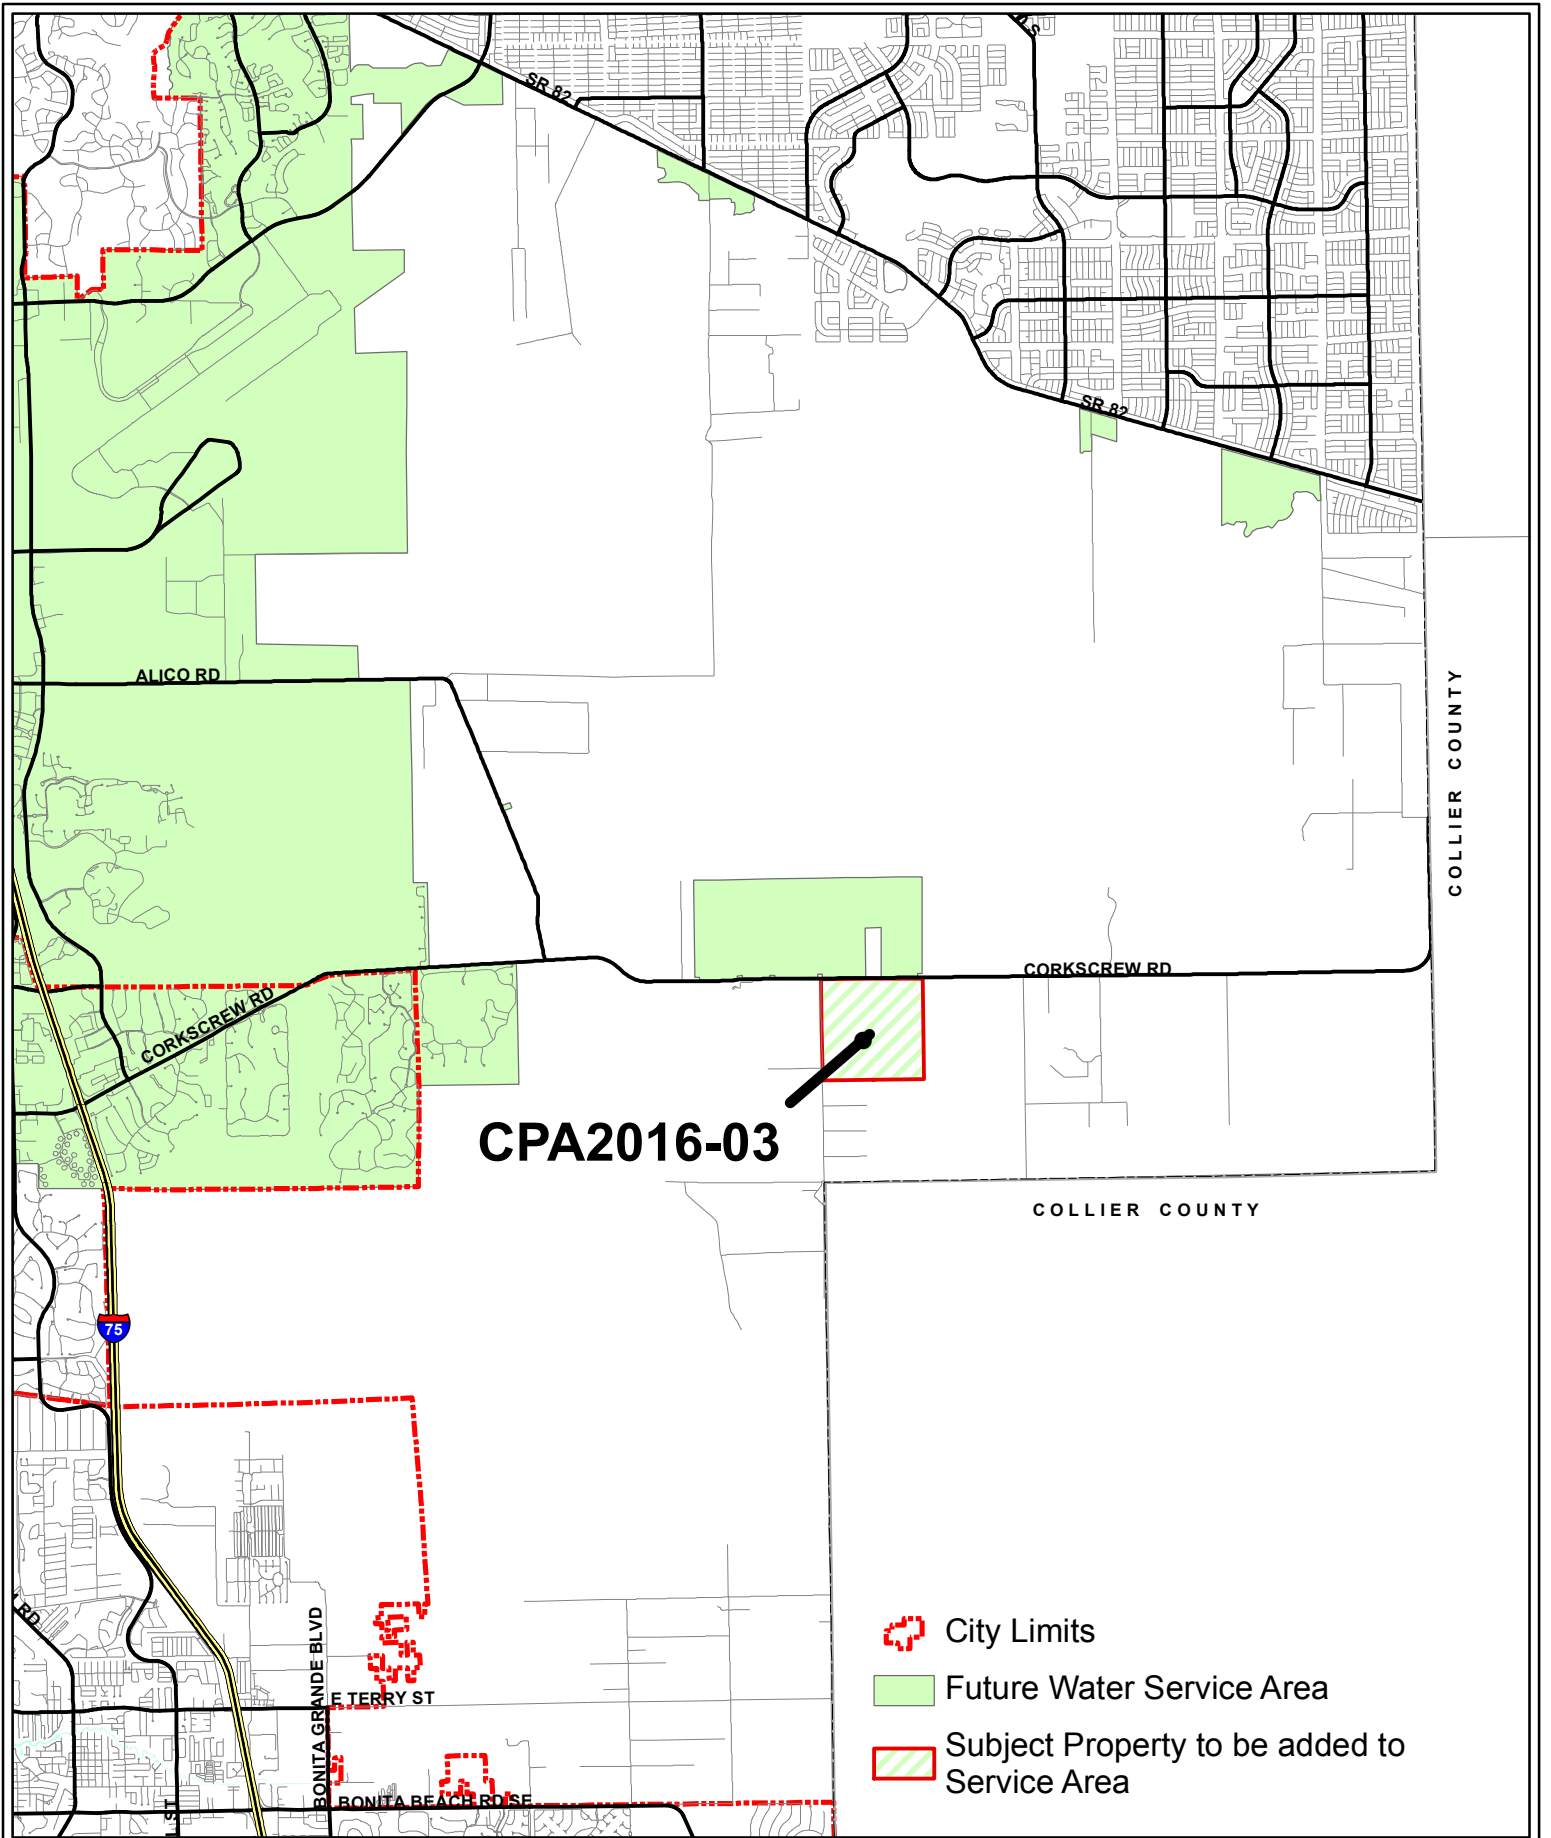 SR 82
D S
SR 82
ALICO RD
COLLIER COUNTY
CORKSCREW RD
CORKSCREW RD
CPA2016-03
COLLIER COUNTY
75
RD
BONITA GRANDE BLVD
E TERRY ST
BONITA BEACH RD SE
ST
City Limits
Future Water Service Area
Subject Property to be added to
Service Area